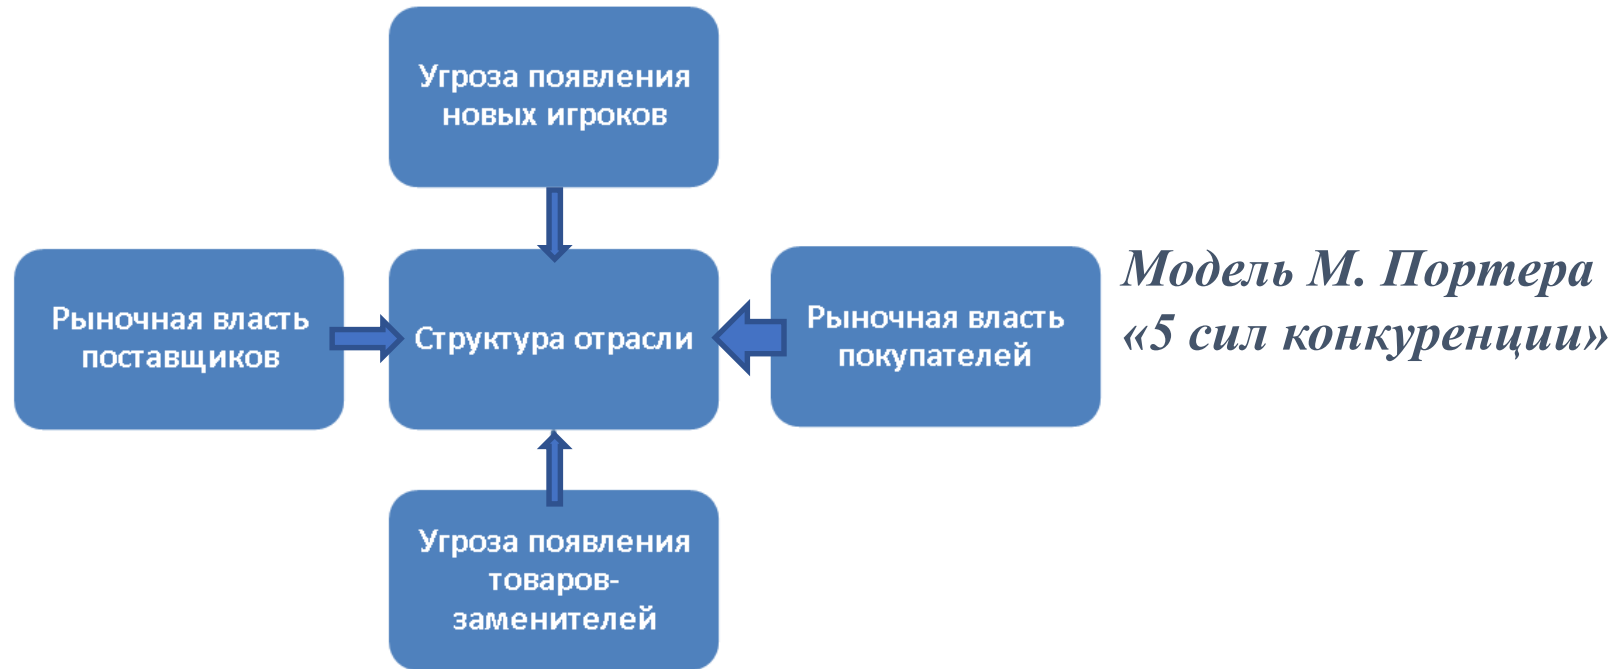 Угроза появления
новых игроков
Рыночная власть
поставщиков
Структура отрасли
Рыночная власть
покупателей
Модель М. Портера
«5 сил конкуренции»
Угроза появления
товаров-
заменителей